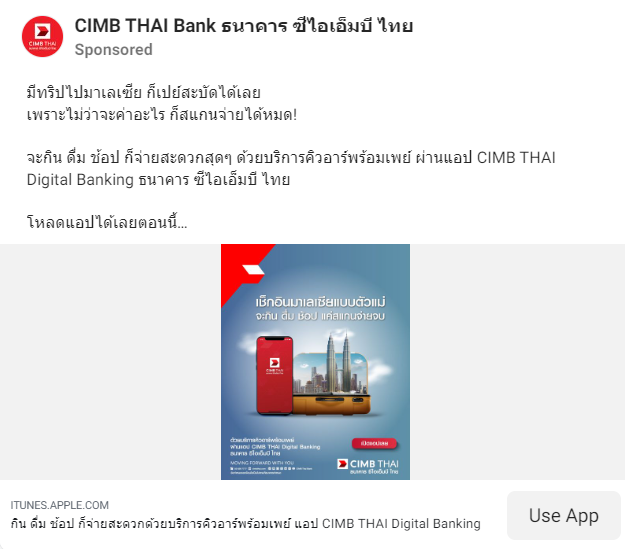 CIMB THAI
CIMB THAI Bank ธนาคาร ซีไอเอ็มบี ไทย
Sponsored
มีทริปไปมาเลเซีย ก็เปย์สะบัดได้เลย
เพราะไม่ว่าจะค่าอะไร ก็สแกนจ่ายได้หมด!
จะกิน ดื่ม ช้อป ก็จ่ายสะดวกสุดๆ ด้วยบริการคิวอาร์พร้อมเพย์ ผ่านแอป CIMB THAI
Digital Banking ธนาคาร ซีไอเอ็มบี ไทย
โหลดแอปได้เลยตอนนี้...
เช็กอินมาเลเซียแบบตัวแม่
จะกิน ดื่ม ช้อป แค่สแกนจ่ายจบ
CIMB THAI
ด้วยบริการคิวอาร์พร้อมเพย์
ผ่านแอป CIMB THAI Digital Banking
ธนาคาร ซีไอเอ็มบี ไทย
MOVING FORWARD WITH YOU
CIMB THAI
ธนาคาร ซีไอเอ็มบี ไทย
ITUNES.APPLE.COM
กิน ดื่ม ช้อป ก็จ่ายสะดวกด้วยบริการคิวอาร์พร้อมเพย์ แอป CIMB THAI Digital Banking
Use App